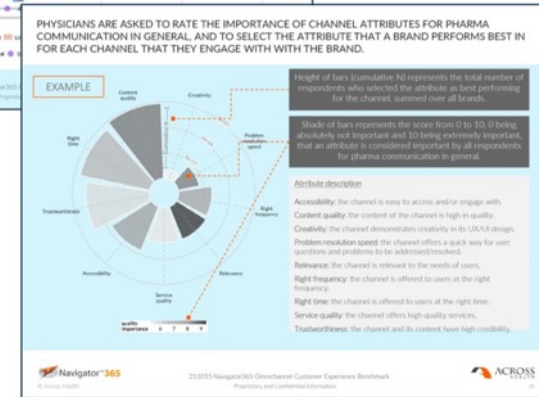 PHYSICIANS ARE ASKED TO RATE THE IMPORTANCE OF CHANNEL ATTRIBUTES FOR PHARMA
COMMUNICATION IN GENERAL, AND TO SELECT THE ATTRIBUTE THAT A BRAND PERFORMS BEST IN
FOR EACH CHANNEL THAT THEY ENGAGE WITH WITH THE BRAND.
EXAMPLE
Height of bars (cumulative N) represents the total number of
respondents who selected the attribute as best performing
for the channel, summed over all brands.
Shade of bars represents the score from 0 to 10, 0 being
absolutely not important and 10 being extremely important,
that an attribute is considered important by all respondents
for pharma communication in general.
Content
quality
Creativity
Problem
resolution
speed
Right
frequency
Relevance
Service
quality
Accessibility
Trustworthiness
Right
time
quality
importance 6 7 8 9
Attribute description
Accessibility: the channel is easy to access and/or engage with.
Content quality: the content of the channel is high in quality.
Creativity: the channel demonstrates creativity in its UX/UI design.
Problem resolution speed: the channel offers a quick way for user
questions and problems to be addressed/resolved.
Relevance: the channel is relevant to the needs of users.
Right frequency: the channel is offered to users at the right
frequency.
Right time: the channel is offered to users at the right time.
Service quality: the channel offers high quality services.
Trustworthiness: the channel and its content have high credibility.
Navigator™365
© Across Health
211015 Navigator365 Omnichannel Customer Experience Benchmark
Proprietary and Confidential Information
ACROSS
HEALTH